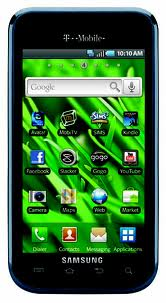 T··Mobile·
10:10 AM
4
Google
Avatar MobiTV SIMS Kindle
Facebook Slacker Gogo YouTube
Camera Maps Web Market
Dialer Contacts Messaging Applications
SAMSUNG